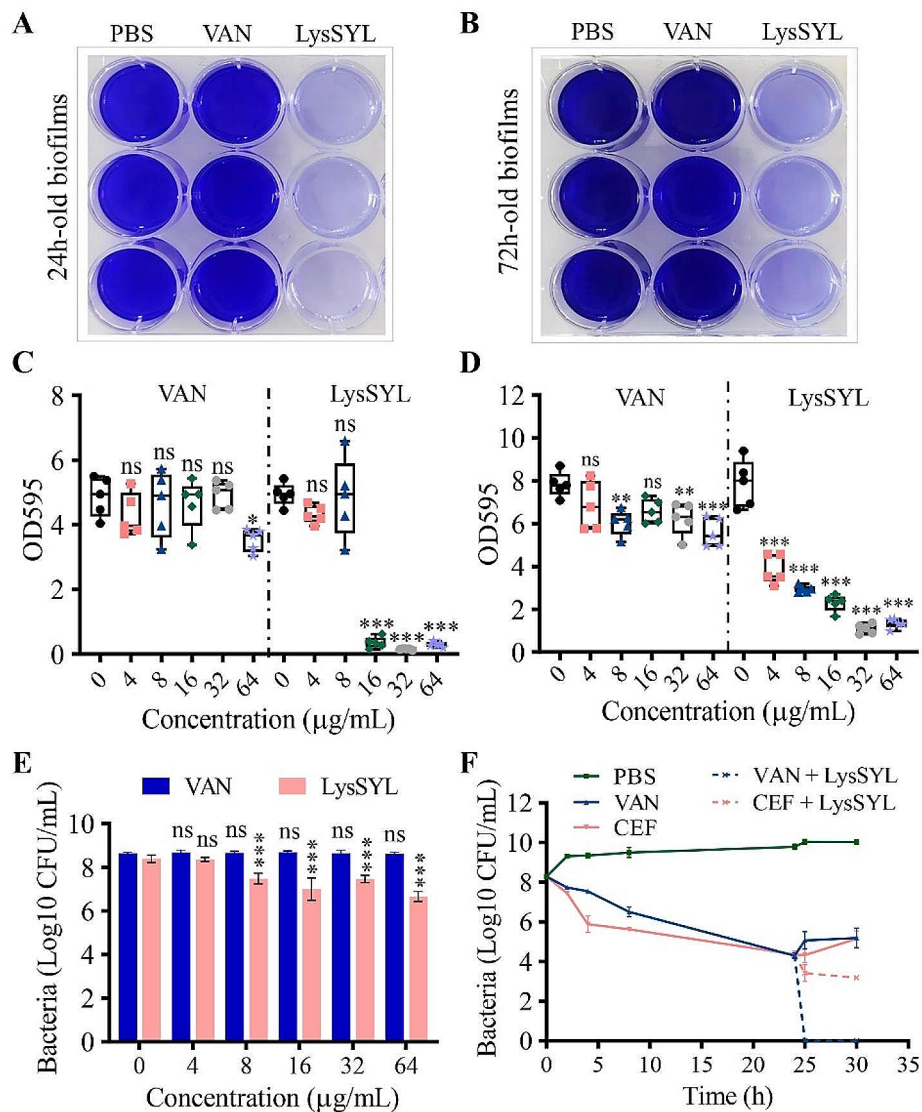 A
PBS VAN LysSYL
24h-old biofilms
B
PBS VAN LysSYL
72h-old biofilms
C
VAN LysSYL
OD595
8
6
4
2
0
ns ns ns ns *
ns ns *** *** ***
0 4 8 16 32 64 0 4 8 16 32 64
Concentration (μg/mL)
D
VAN LysSYL
OD595
12
10
8
6
4
2
0
ns ** ns ** ***
*** *** *** *** ***
0 4 8 16 32 64 0 4 8 16 32 64
Concentration (μg/mL)
E
VAN LysSYL
Bacteria (Log10 CFU/mL)
10
8
6
4
2
0
ns ns ns *** ns *** ns *** ns ***
0 4 8 16 32 64
Concentration (μg/mL)
F
PBS
VAN
CEF
VAN + LysSYL
CEF + LysSYL
Bacteria (Log10 CFU/mL)
12
10
8
6
4
2
0
0 5 10 15 20 25 30 35
Time (h)